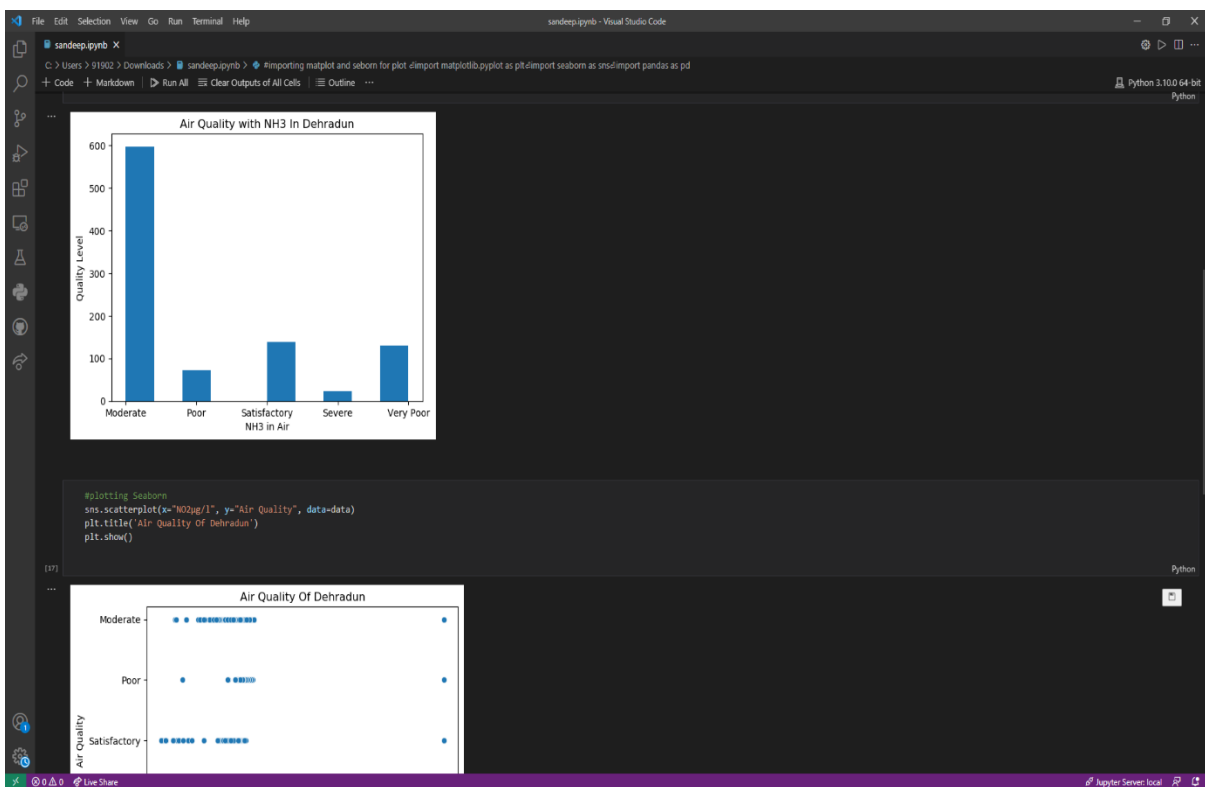 File Edit Selection View Go Run Terminal Help
sandeep.ipynb - Visual Studio Code
sandeep.ipynb
C: > Users > 91902 > Downloads > sandeep.ipynb > #importing matplot and seborn for plot import matplotlib.pyplot as plt import seaborn as sns import pandas as pd
+ Code + Markdown Run All Clear Outputs of All Cells Outline ...
Python 3.10.0 64-bit
Python
...
Air Quality with NH3 In Dehradun
600
500
400
300
200
100
0
Quality Level
Moderate Poor Satisfactory Severe Very Poor
NH3 in Air
#plotting Seaborn
sns.scatterplot(x="NO2µg/l", y="Air Quality", data=data)
plt.title('Air Quality Of Dehradun')
plt.show()
[17]
Python
...
Air Quality Of Dehradun
Moderate
Poor
Satisfactory
Air Quality
1
0 0 Live Share
Jupyter Server: local